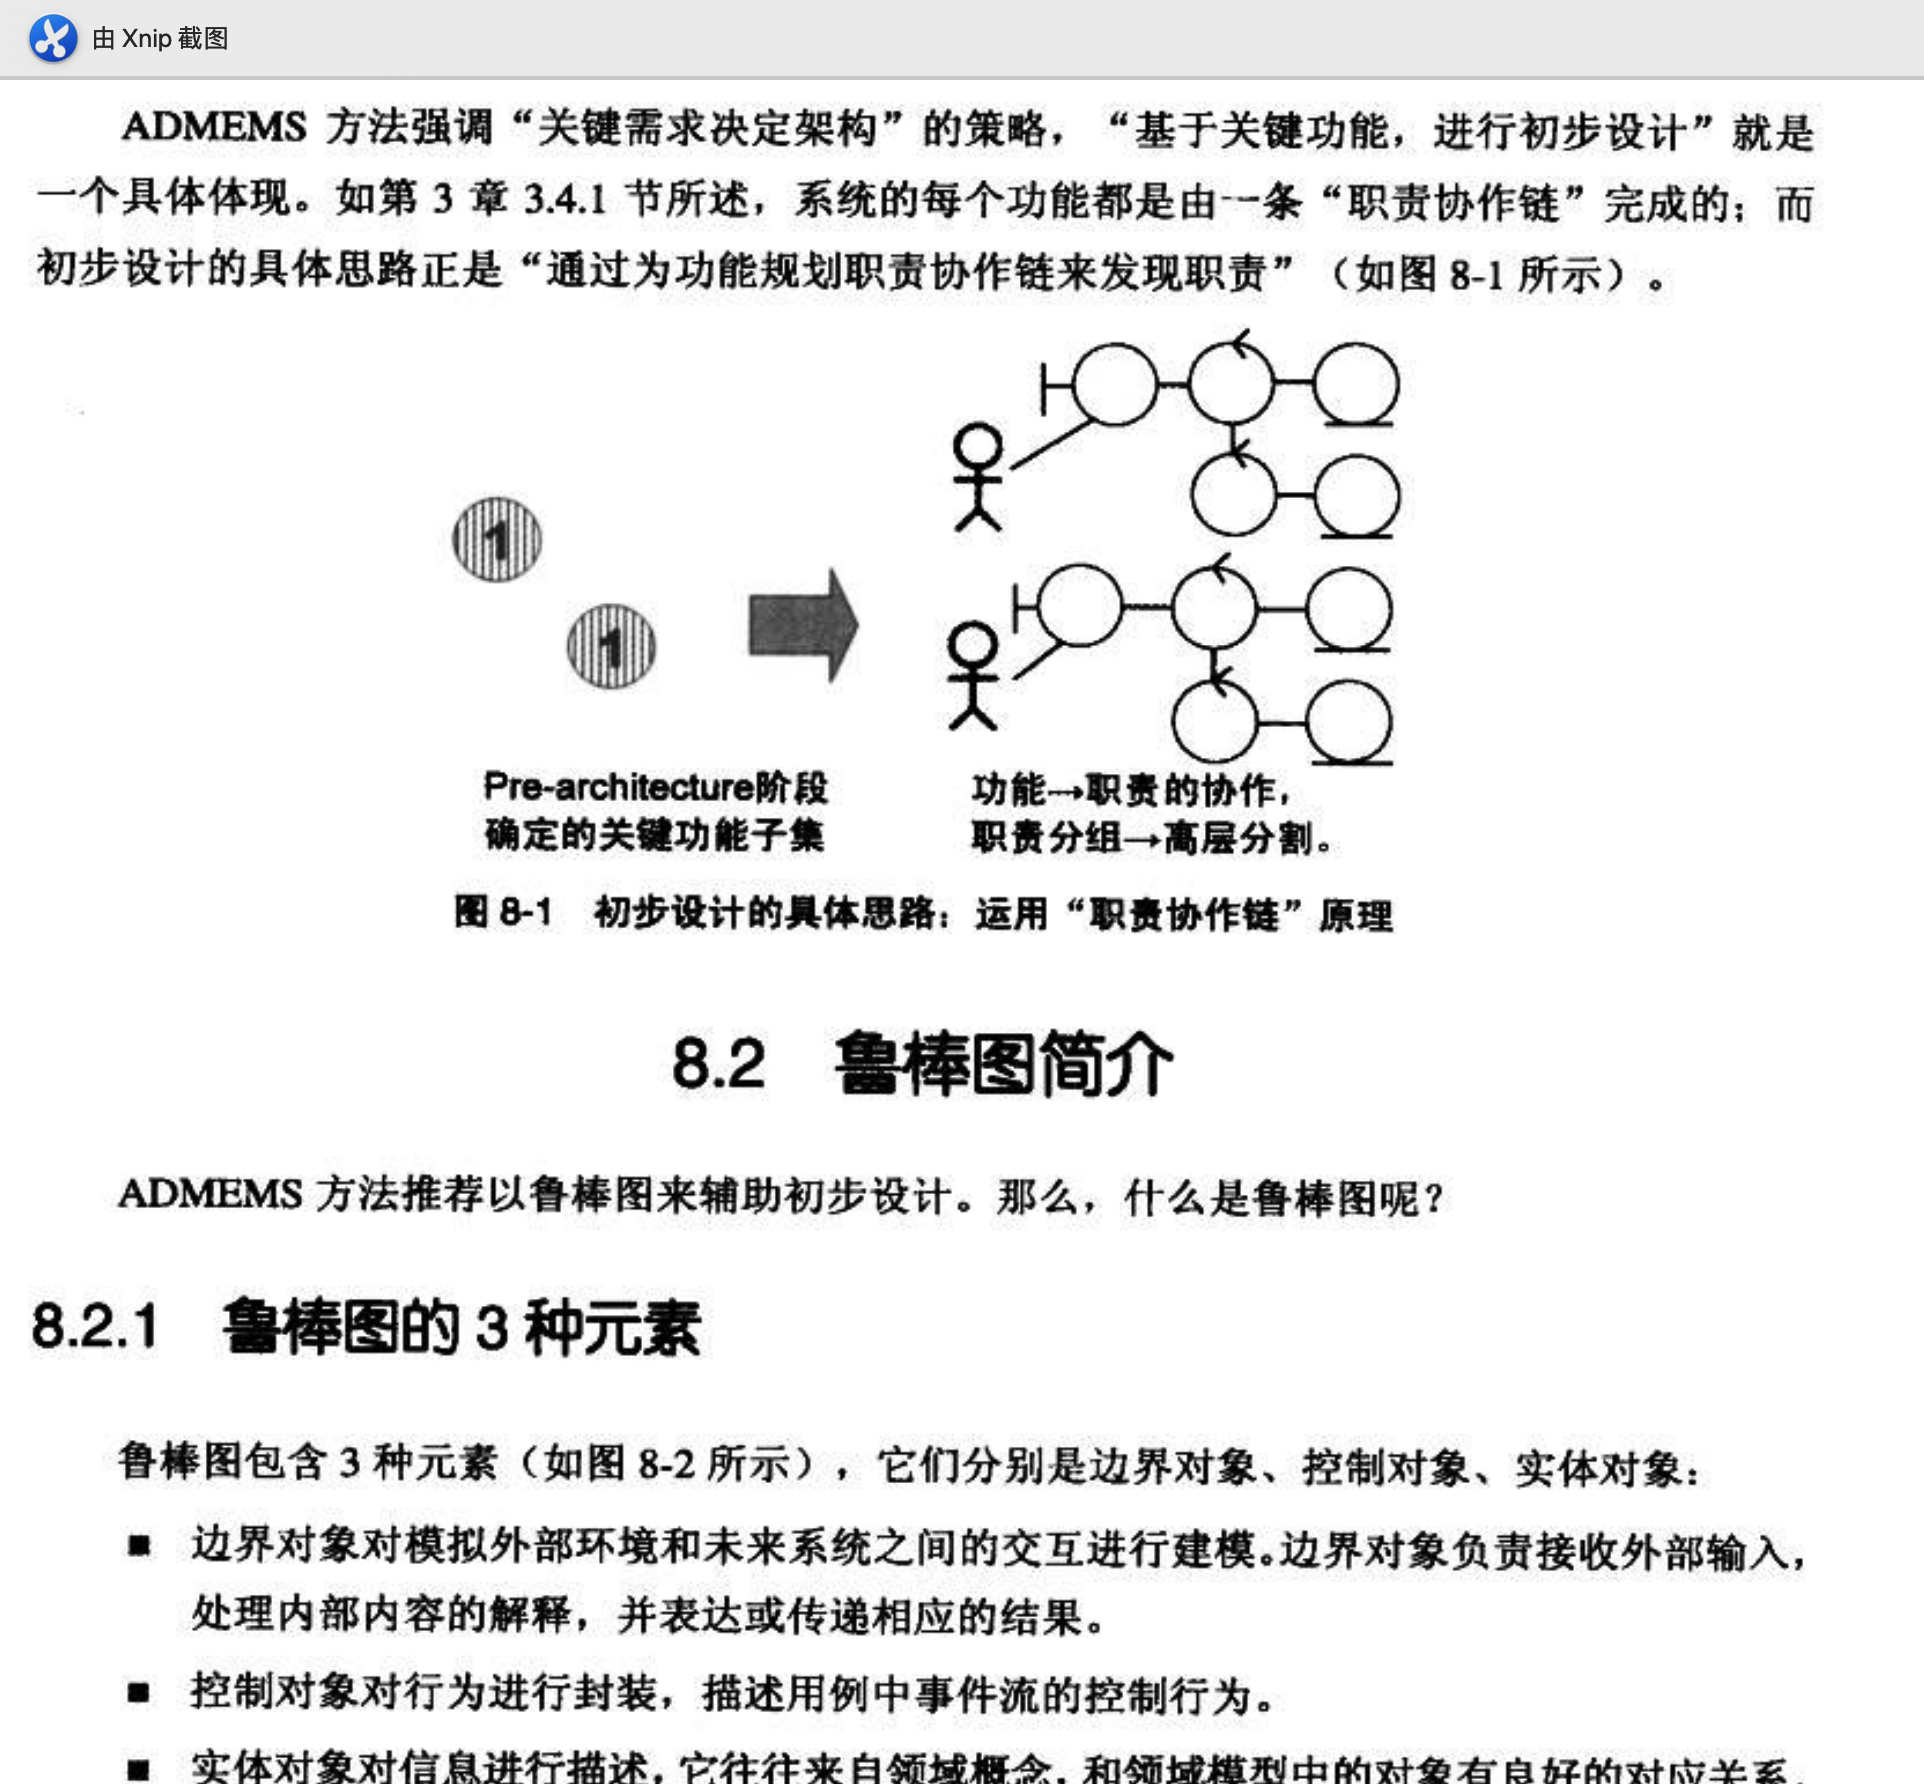 由 Xnip 截图
ADMEMS 方法强调“关键需求决定架构”的策略，“基于关键功能，进行初步设计”就是
一个具体体现。如第 3 章 3.4.1 节所述，系统的每个功能都是由一条“职责协作链”完成的；而
初步设计的具体思路正是“通过为功能规划职责协作链来发现职责”（如图 8-1 所示）。
1
1
Pre-architecture阶段
确定的关键功能子集
功能→职责的协作，
职责分组→高层分割。
图 8-1 初步设计的具体思路：运用“职责协作链”原理
8.2 鲁棒图简介
ADMEMS 方法推荐以鲁棒图来辅助初步设计。那么，什么是鲁棒图呢？
8.2.1 鲁棒图的 3 种元素
鲁棒图包含 3 种元素（如图 8-2 所示），它们分别是边界对象、控制对象、实体对象：
■ 边界对象对模拟外部环境和未来系统之间的交互进行建模。边界对象负责接收外部输入，
处理内部内容的解释，并表达或传递相应的结果。
■ 控制对象对行为进行封装，描述用例中事件流的控制行为。
■ 实体对象对信息进行描述，它往往来自领域概念，和领域模型中的对象有良好的对应关系。